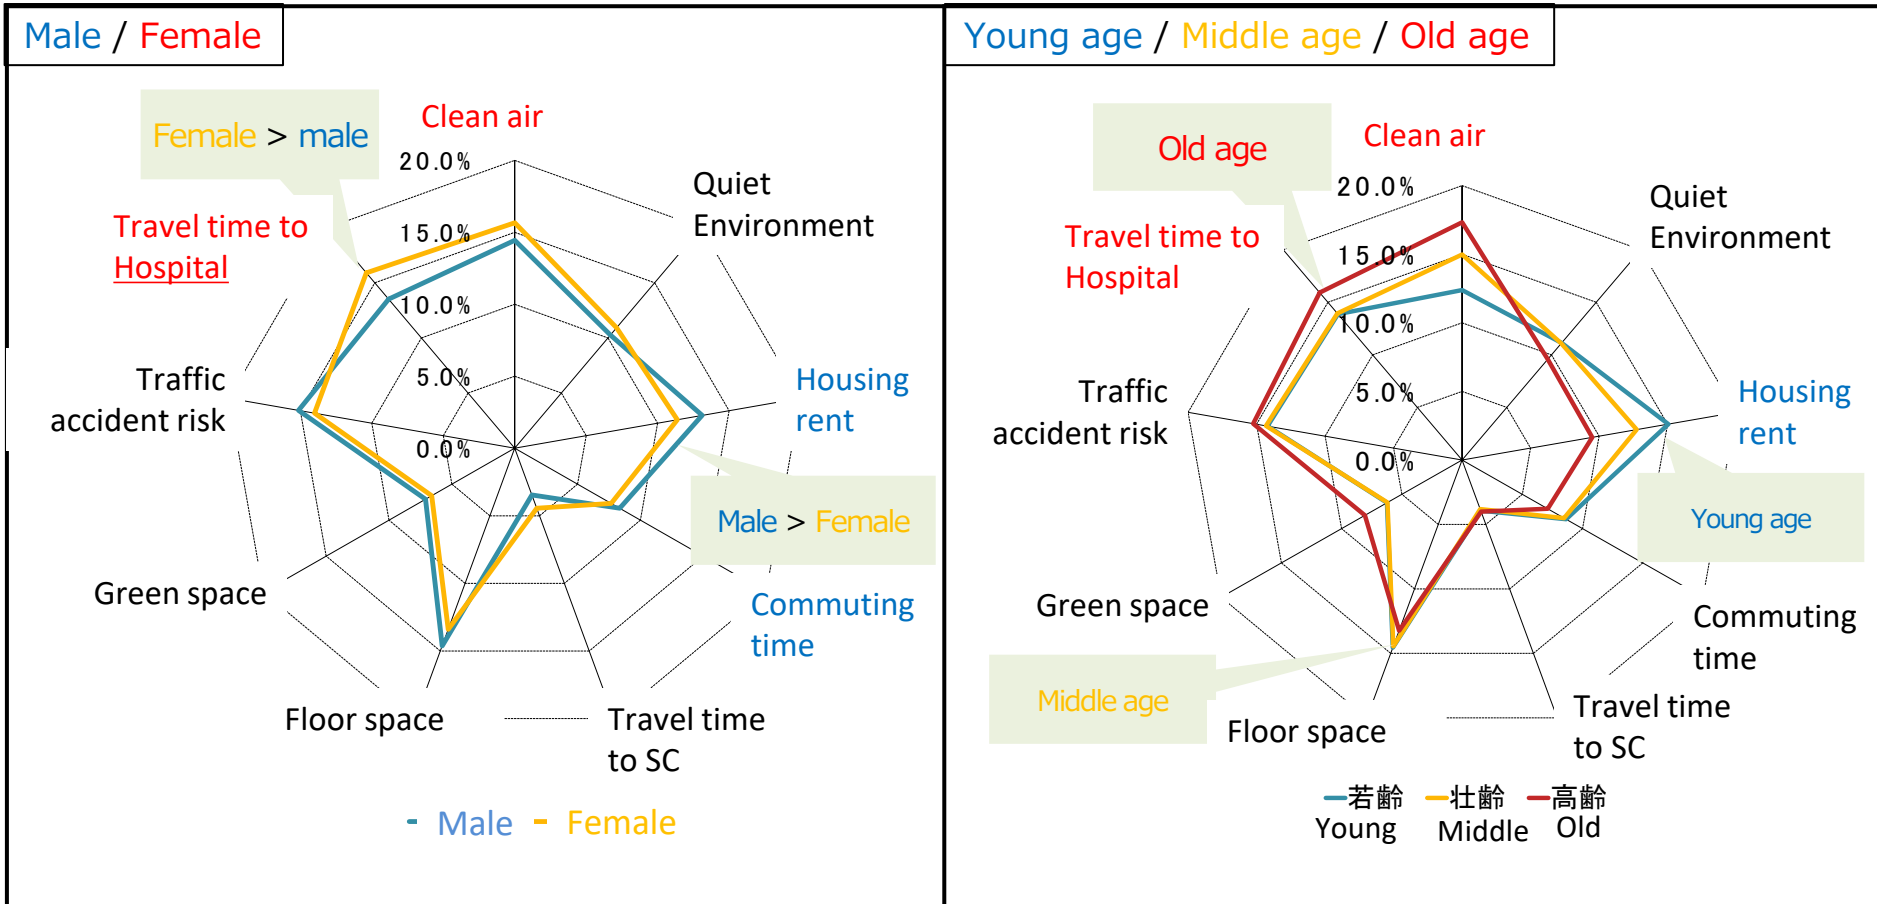 Male / Female
Female > male
Clean air
20.0%
15.0%
10.0%
5.0%
0.0%
Quiet
Environment
Travel time to
Hospital
Housing
rent
Traffic
accident risk
Male > Female
Commuting
time
Green space
Floor space
Travel time
to SC
Male
Female
Young age / Middle age / Old age
Old age
Clean air
20.0%
15.0%
10.0%
5.0%
0.0%
Quiet
Environment
Travel time to
Hospital
Housing
rent
Traffic
accident risk
Young age
Commuting
time
Green space
Middle age
Floor space
Travel time
to SC
若齢 壮齢 高齢
Young Middle Old